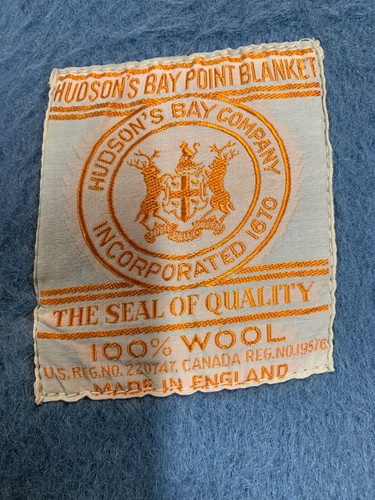 HUDSON'S BAY POINT BLANKET
HUDSON'S BAY COMPANY
INCORPORATED 1670
THE SEAL OF QUALITY
100% WOOL
U.S. REG. NO. 220747. CANADA REG. NO. 19576.
MADE IN ENGLAND